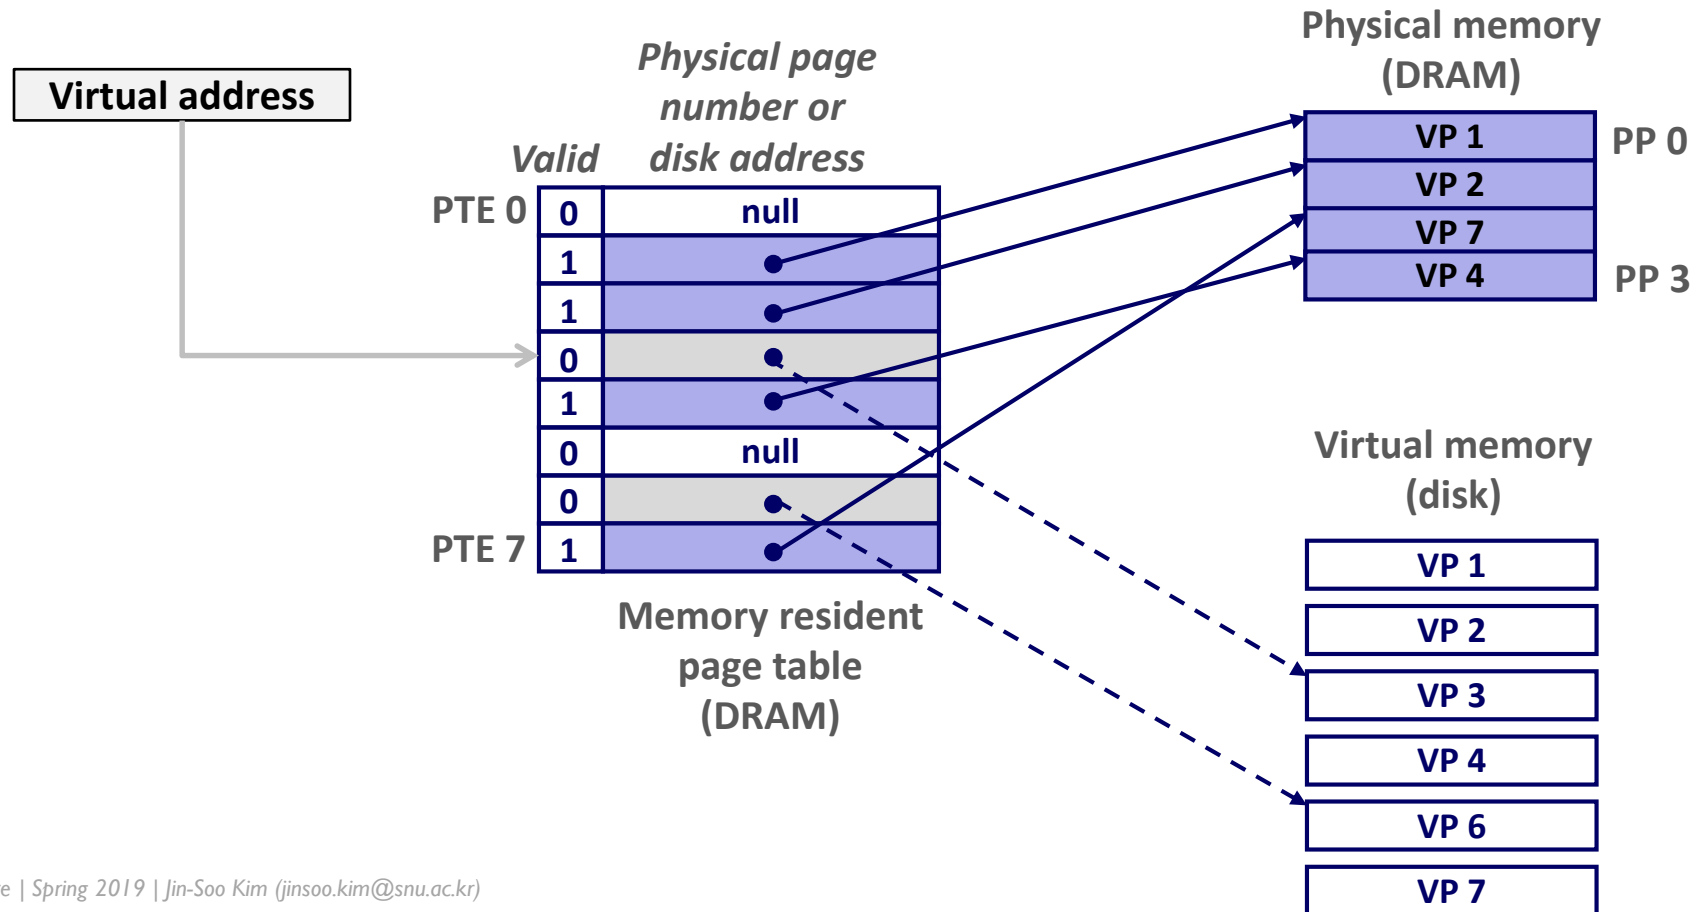 Virtual address
Physical page
number or
disk address
Valid
PTE 0
0
null
1
1
0
1
0
null
0
PTE 7
1
Memory resident
page table
(DRAM)
Physical memory
(DRAM)
VP 1
PP 0
VP 2
VP 7
VP 4
PP 3
Virtual memory
(disk)
VP 1
VP 2
VP 3
VP 4
VP 6
VP 7
| Spring 2019 | Jin-Soo Kim (jinsoo.kim@snu.ac.kr)